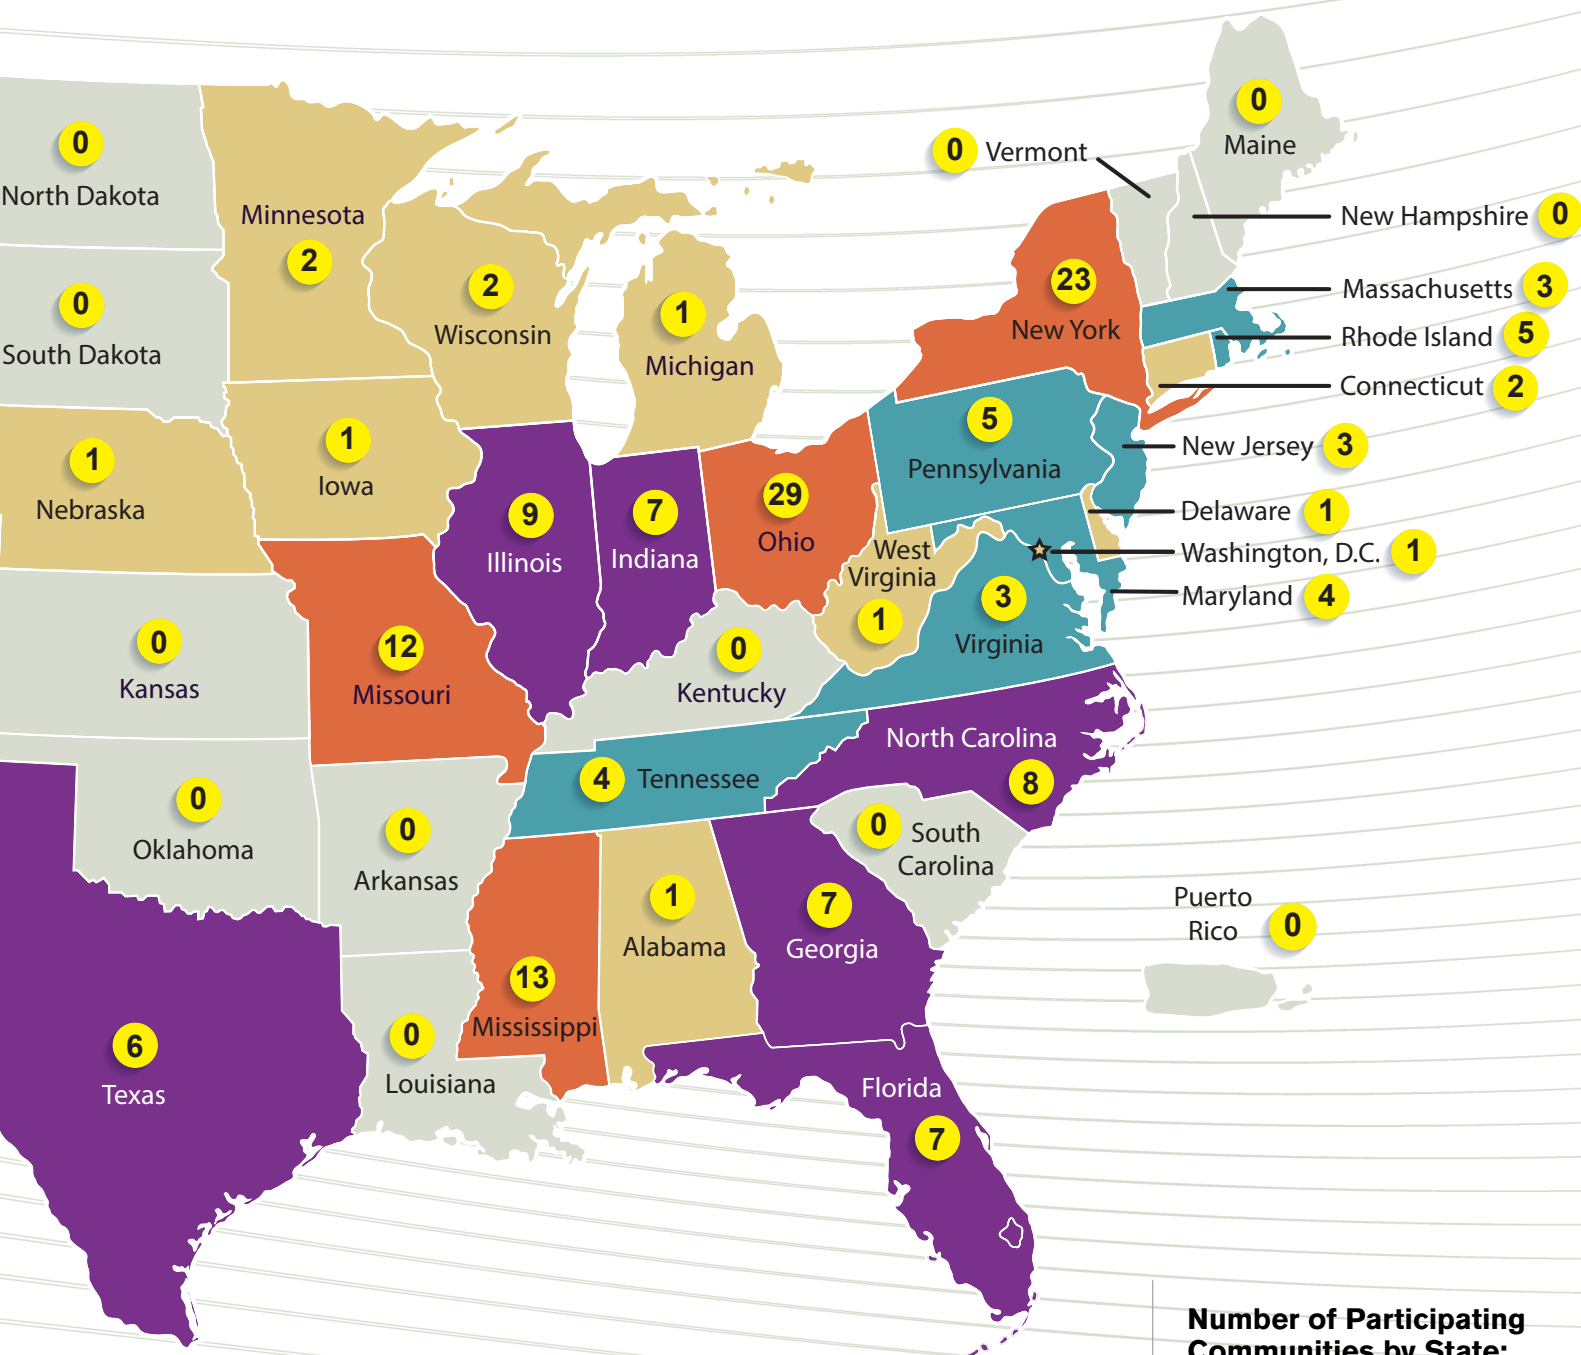 0
Maine
0 Vermont
0
North Dakota
Minnesota
2
New Hampshire 0
2
Wisconsin
1
Michigan
23
New York
Massachusetts 3
0
South Dakota
Rhode Island 5
Connecticut 2
1
Nebraska
1
Iowa
5
Pennsylvania
New Jersey 3
9
Illinois
7
Indiana
29
Ohio
Delaware 1
West
Virginia
1
Washington, D.C. 1
3
Virginia
Maryland 4
0
Kansas
12
Missouri
0
Kentucky
North Carolina
8
4 Tennessee
0
Oklahoma
0
Arkansas
0 South
Carolina
1
Alabama
7
Georgia
Puerto
Rico 0
13
Mississippi
6
Texas
0
Louisiana
Florida
7
Number of Participating
Communities by State: